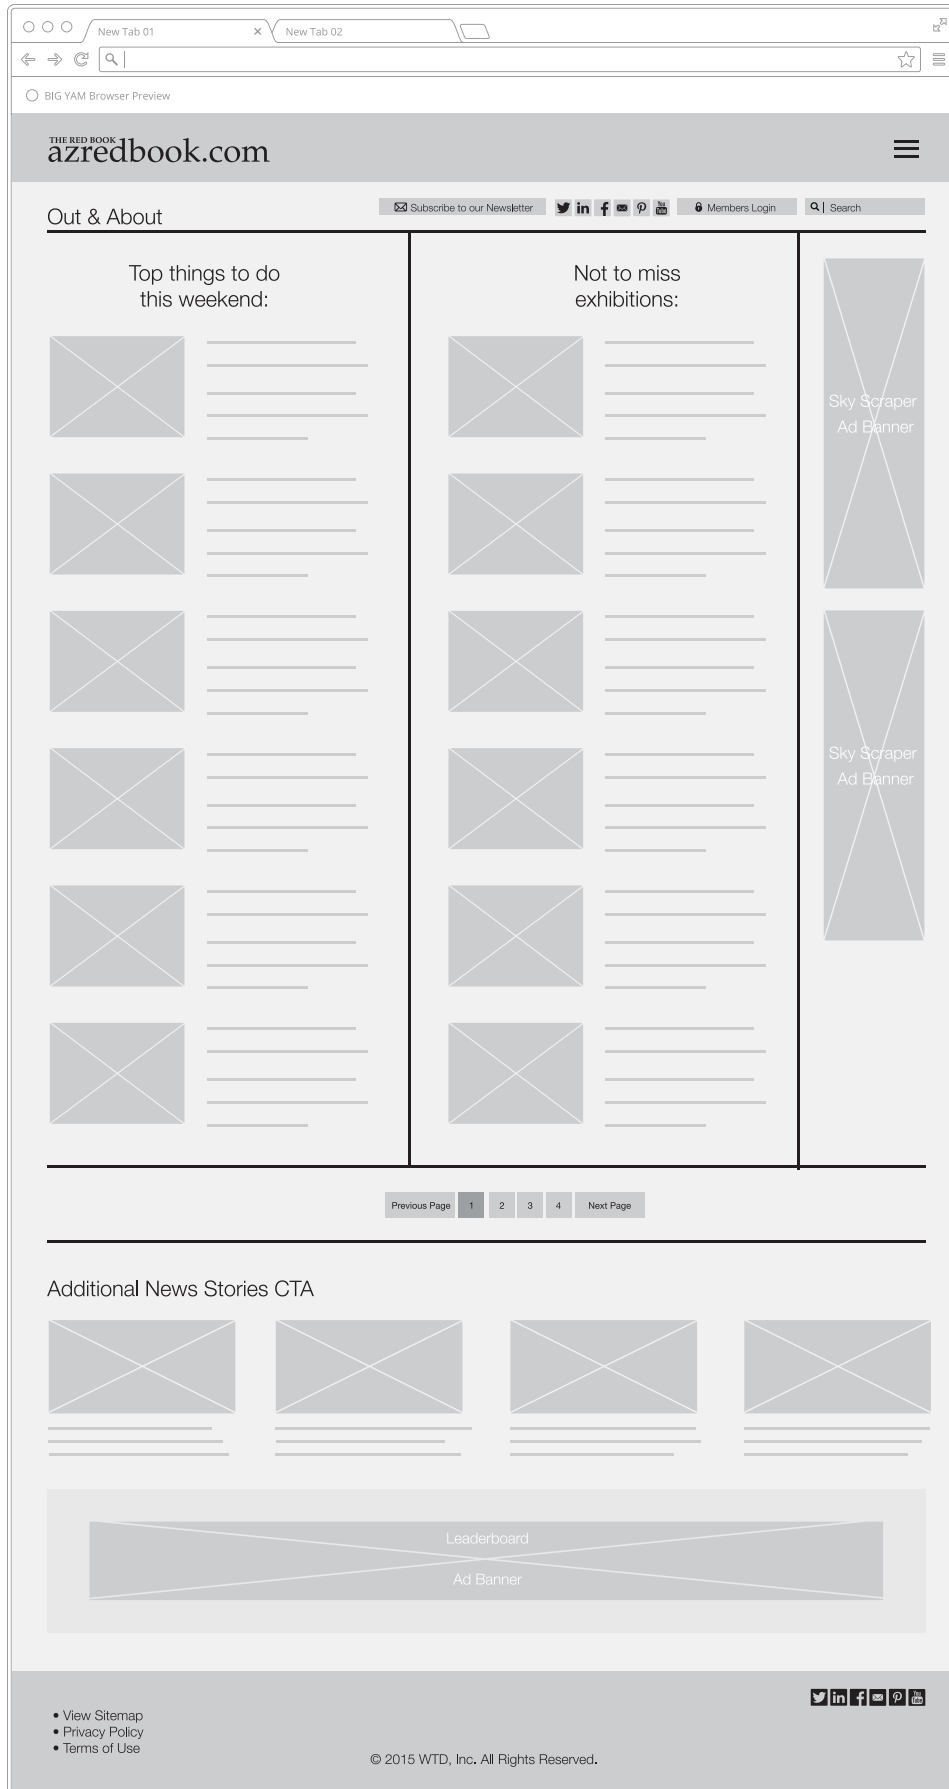 New Tab 01
New Tab 02
BIG YAM Browser Preview
THE RED BOOK
azredbook.com
Out & About
Subscribe to our Newsletter
Members Login
Search
Top things to do
this weekend:
Not to miss
exhibitions:
Sky Scraper
Ad Banner
Sky Scraper
Ad Banner
Previous Page
1
2
3
4
Next Page
Additional News Stories CTA
Leaderboard
Ad Banner
• View Sitemap
• Privacy Policy
• Terms of Use
© 2015 WTD, Inc. All Rights Reserved.